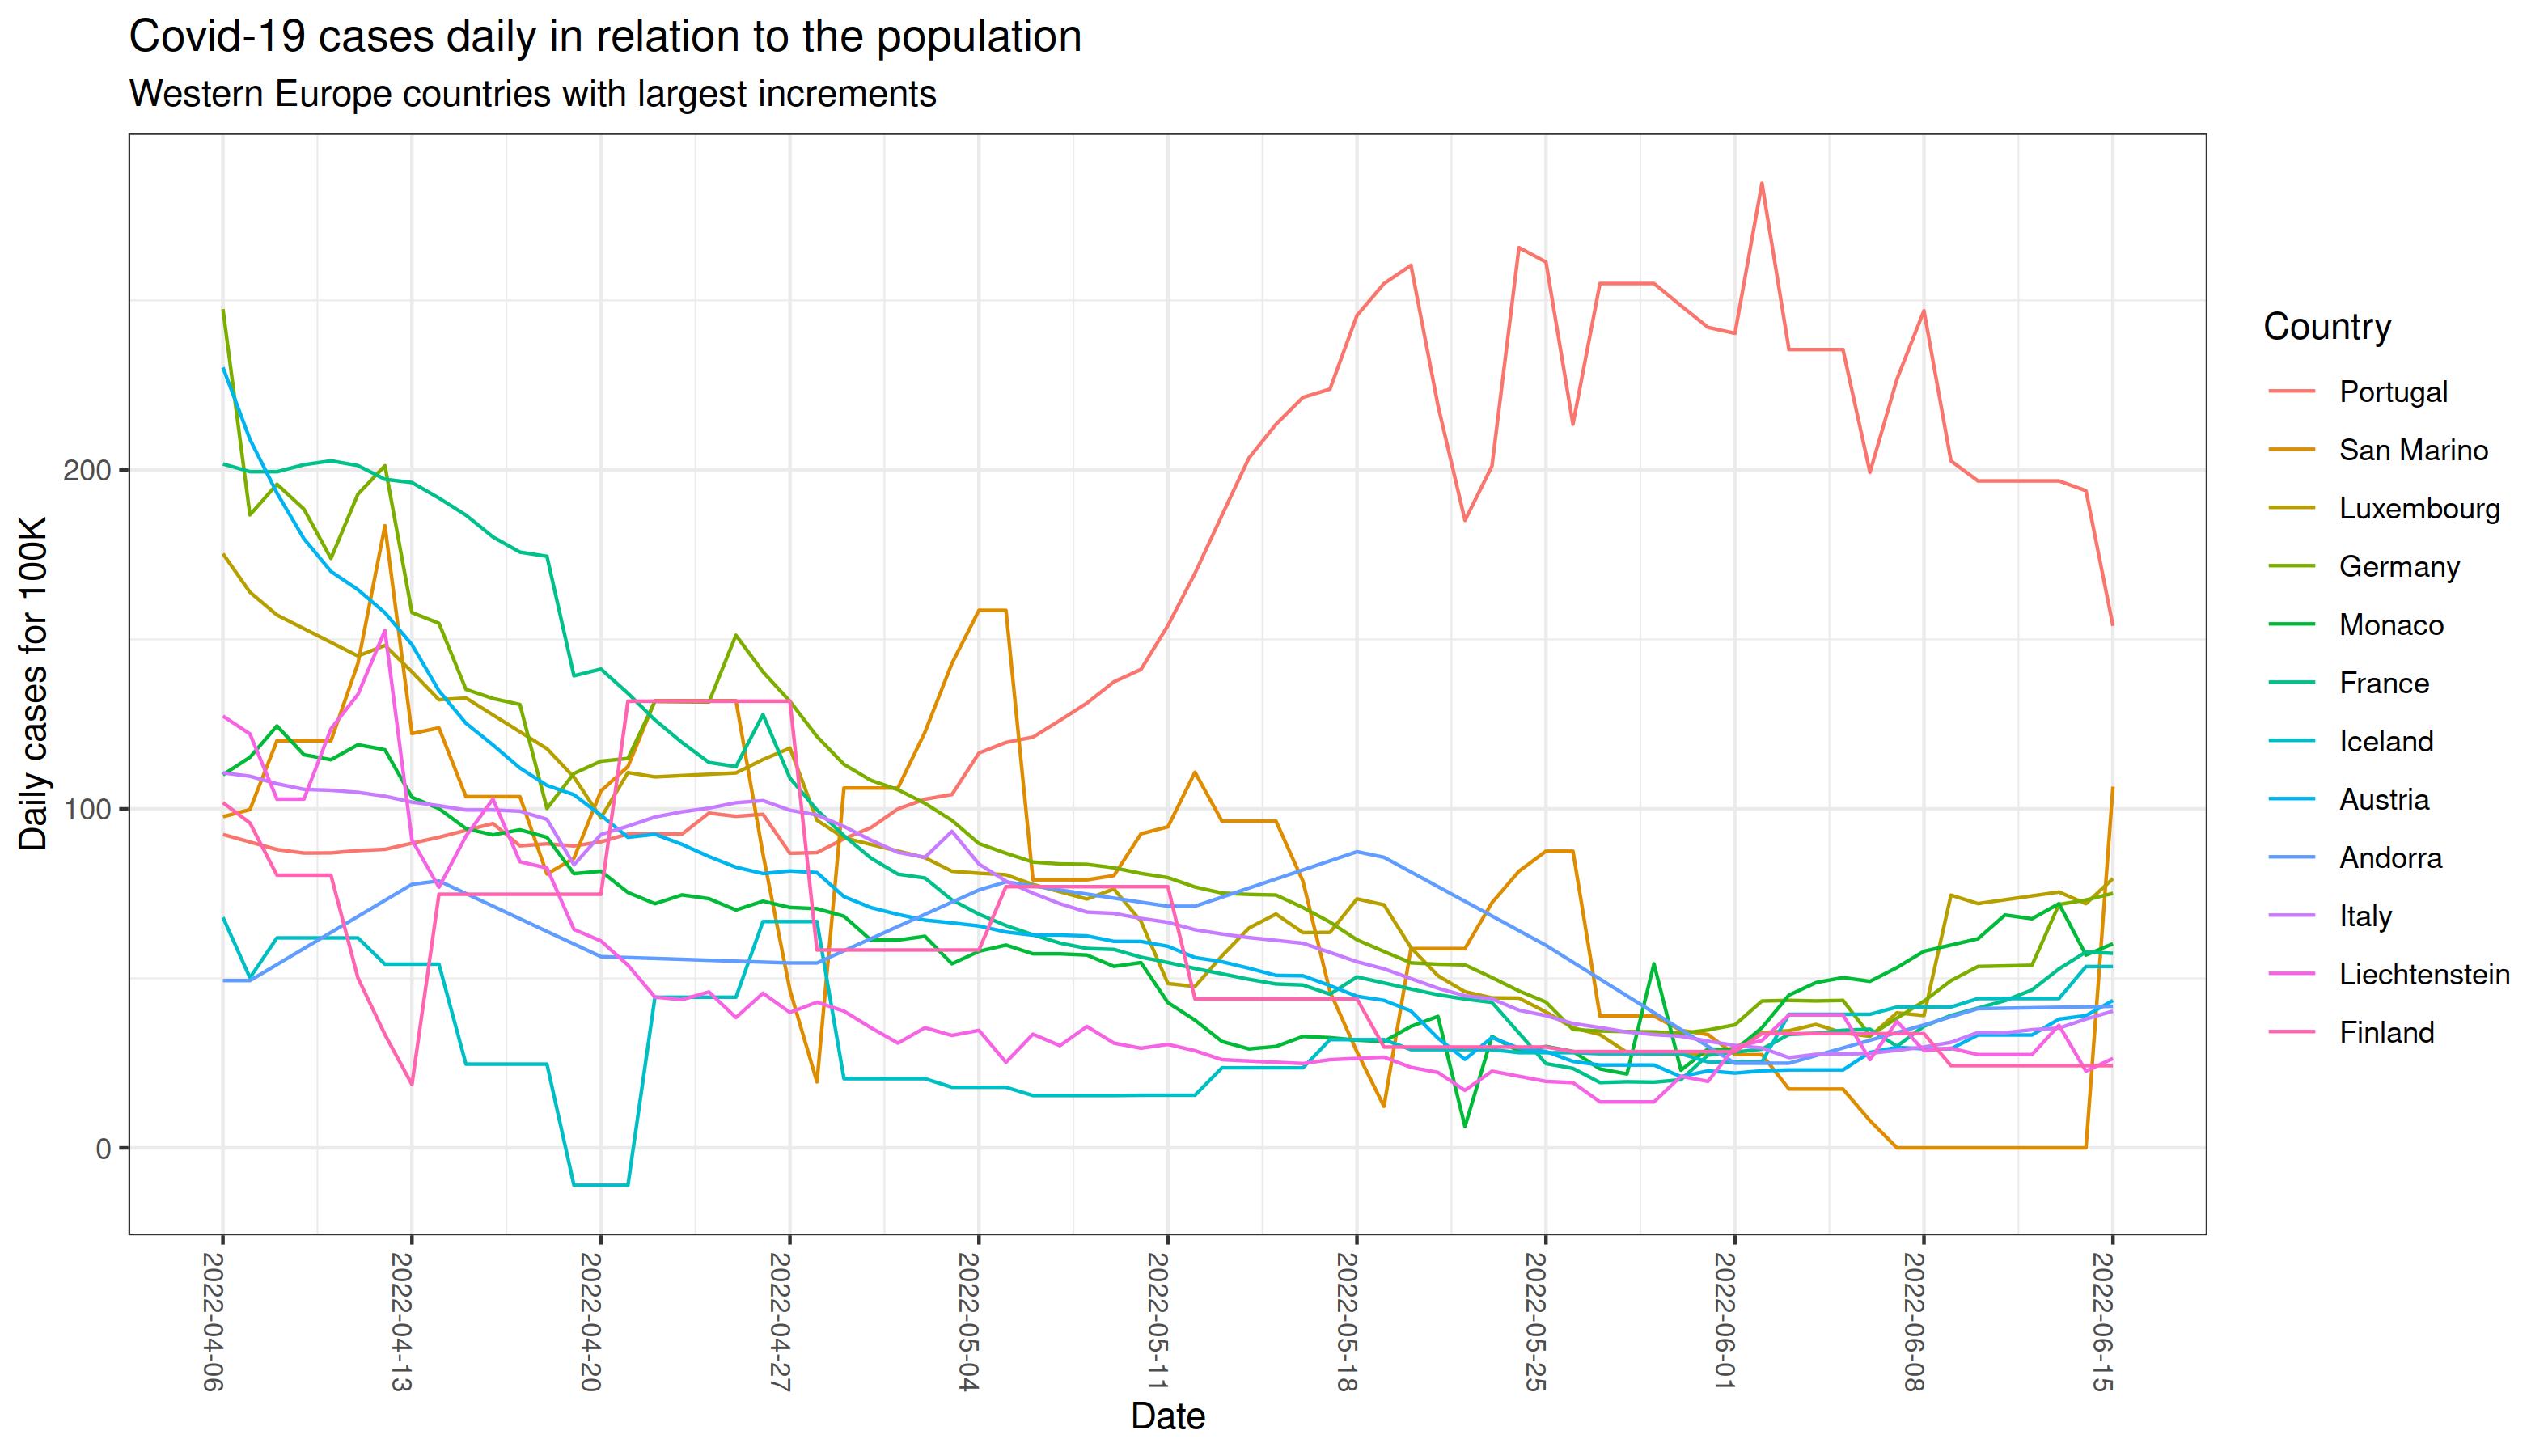 Covid-19 cases daily in relation to the population
Western Europe countries with largest increments
Daily cases for 100K
200
100
0
2022-04-06
2022-04-13
2022-04-20
2022-04-27
2022-05-04
2022-05-11
2022-05-18
2022-05-25
2022-06-01
2022-06-08
2022-06-15
Date
Country
Portugal
San Marino
Luxembourg
Germany
Monaco
France
Iceland
Austria
Andorra
Italy
Liechtenstein
Finland